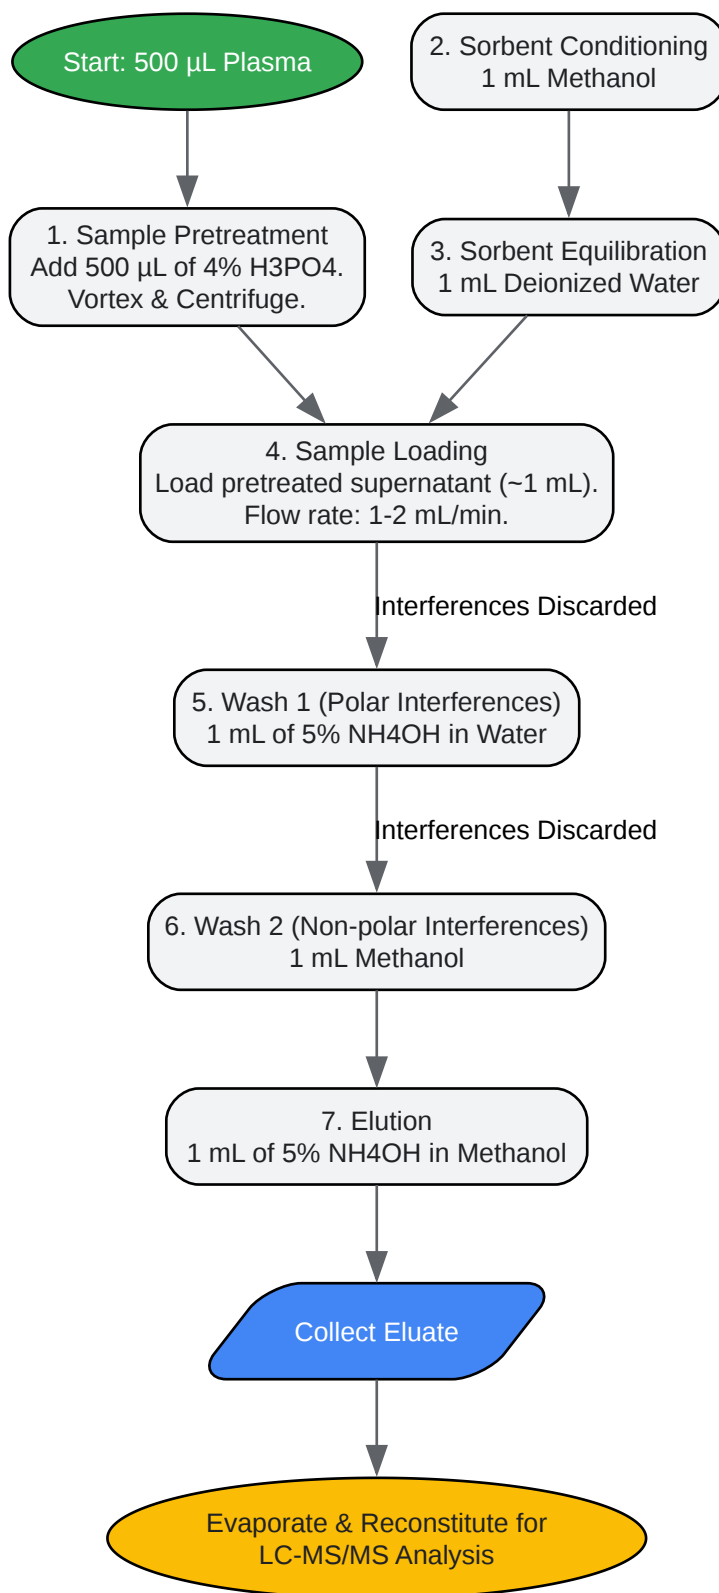 Start: 500 µL Plasma
2. Sorbent Conditioning
1 mL Methanol
1. Sample Pretreatment
Add 500 µL of 4% H3PO4.
Vortex & Centrifuge.
3. Sorbent Equilibration
1 mL Deionized Water
4. Sample Loading
Load pretreated supernatant (~1 mL).
Flow rate: 1-2 mL/min.
Interferences Discarded
5. Wash 1 (Polar Interferences)
1 mL of 5% NH4OH in Water
Interferences Discarded
6. Wash 2 (Non-polar Interferences)
1 mL Methanol
7. Elution
1 mL of 5% NH4OH in Methanol
Collect Eluate
Evaporate & Reconstitute for
LC-MS/MS Analysis